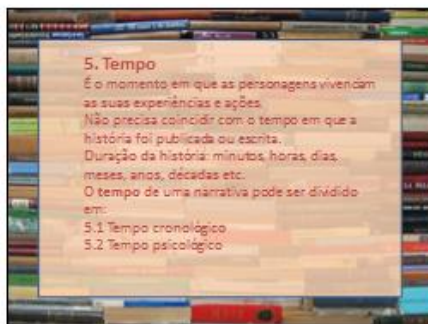 5. Tempo
É o momento em que as personagens vivenciam
as suas experiências e ações.
Não precisa coincidir com o tempo em que a
história foi publicada ou escrita.
Duração da história: minutos, horas, dias,
meses, anos, décadas etc.
O tempo de uma narrativa pode ser dividido
em:
5.1 Tempo cronológico
5.2 Tempo psicológico